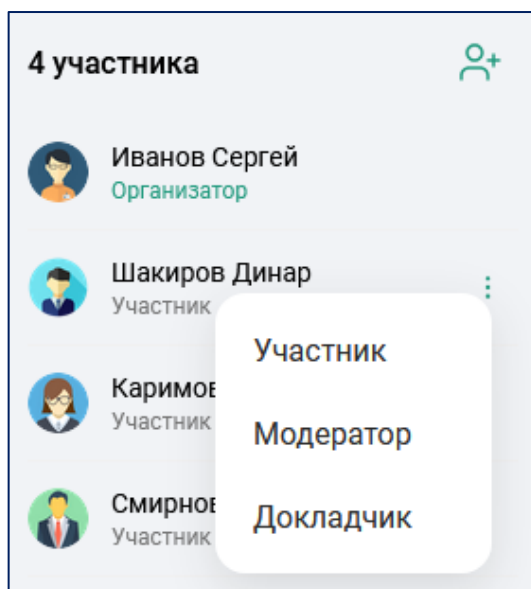 4 участника
Иванов Сергей
Организатор
Шакиров Динар
Участник
Участник
Каримов
Участник
Модератор
Смирнов
Докладчик
Участник